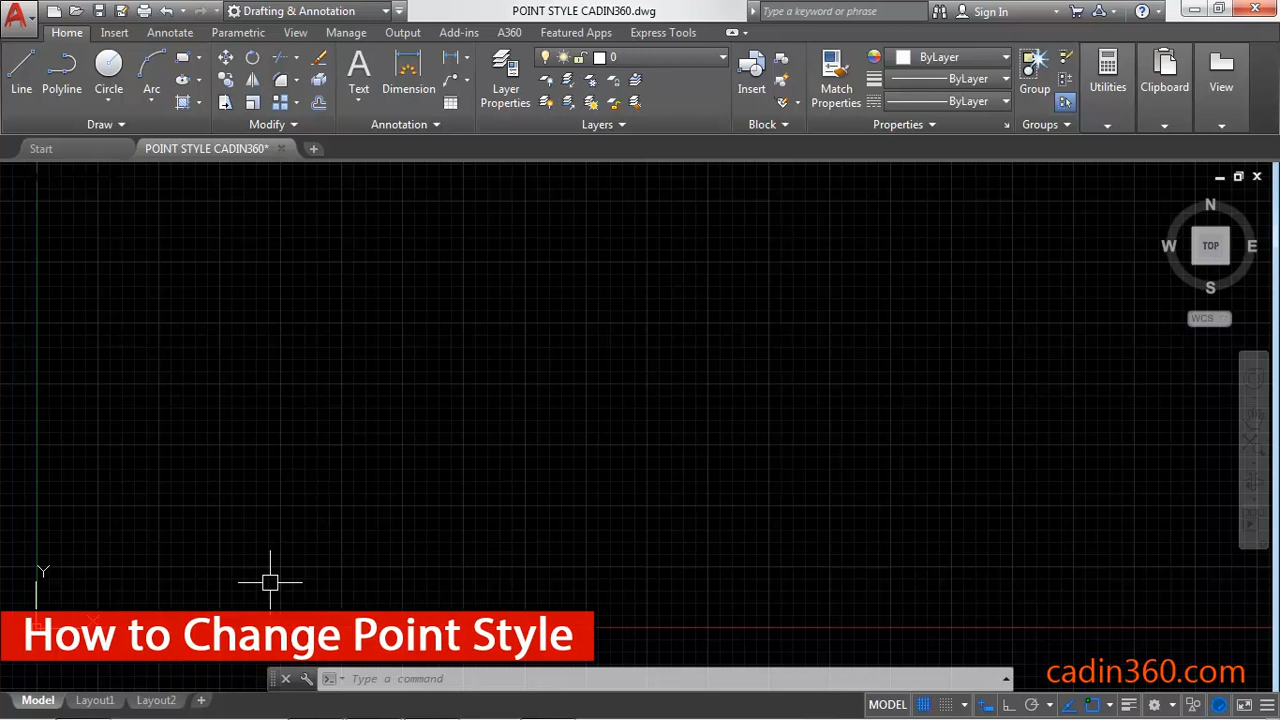 Drafting & Annotation
POINT STYLE CADIN360.dwg
Type a keyword or phrase
Sign In
Home
Insert
Annotate
Parametric
View
Manage
Output
Add-ins
A360
Featured Apps
Express Tools
Line
Polyline
Circle
Arc
Text
Dimension
Layer Properties
0
Insert
Match Properties
ByLayer
ByLayer
ByLayer
Group
Utilities
Clipboard
View
Draw
Modify
Annotation
Layers
Block
Properties
Groups
Start
POINT STYLE CADIN360*
N
W
TOP
E
S
WCS
Y
X
How to Change Point Style
Type a command
cadin360.com
Model
Layout1
Layout2
MODEL